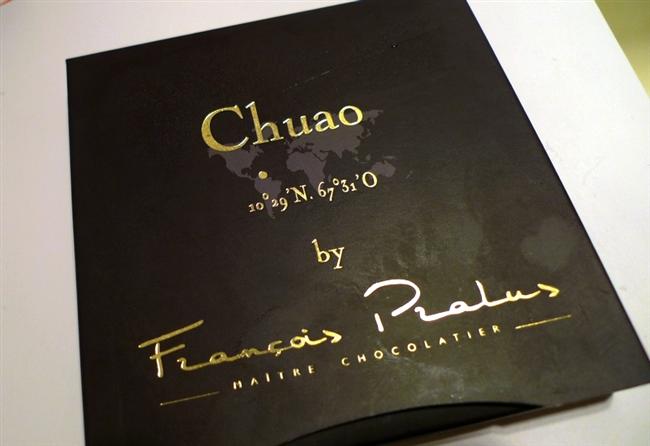 Chuao
10°29'N. 67°31'O
by
François Pralus
MAÎTRE CHOCOLATIER